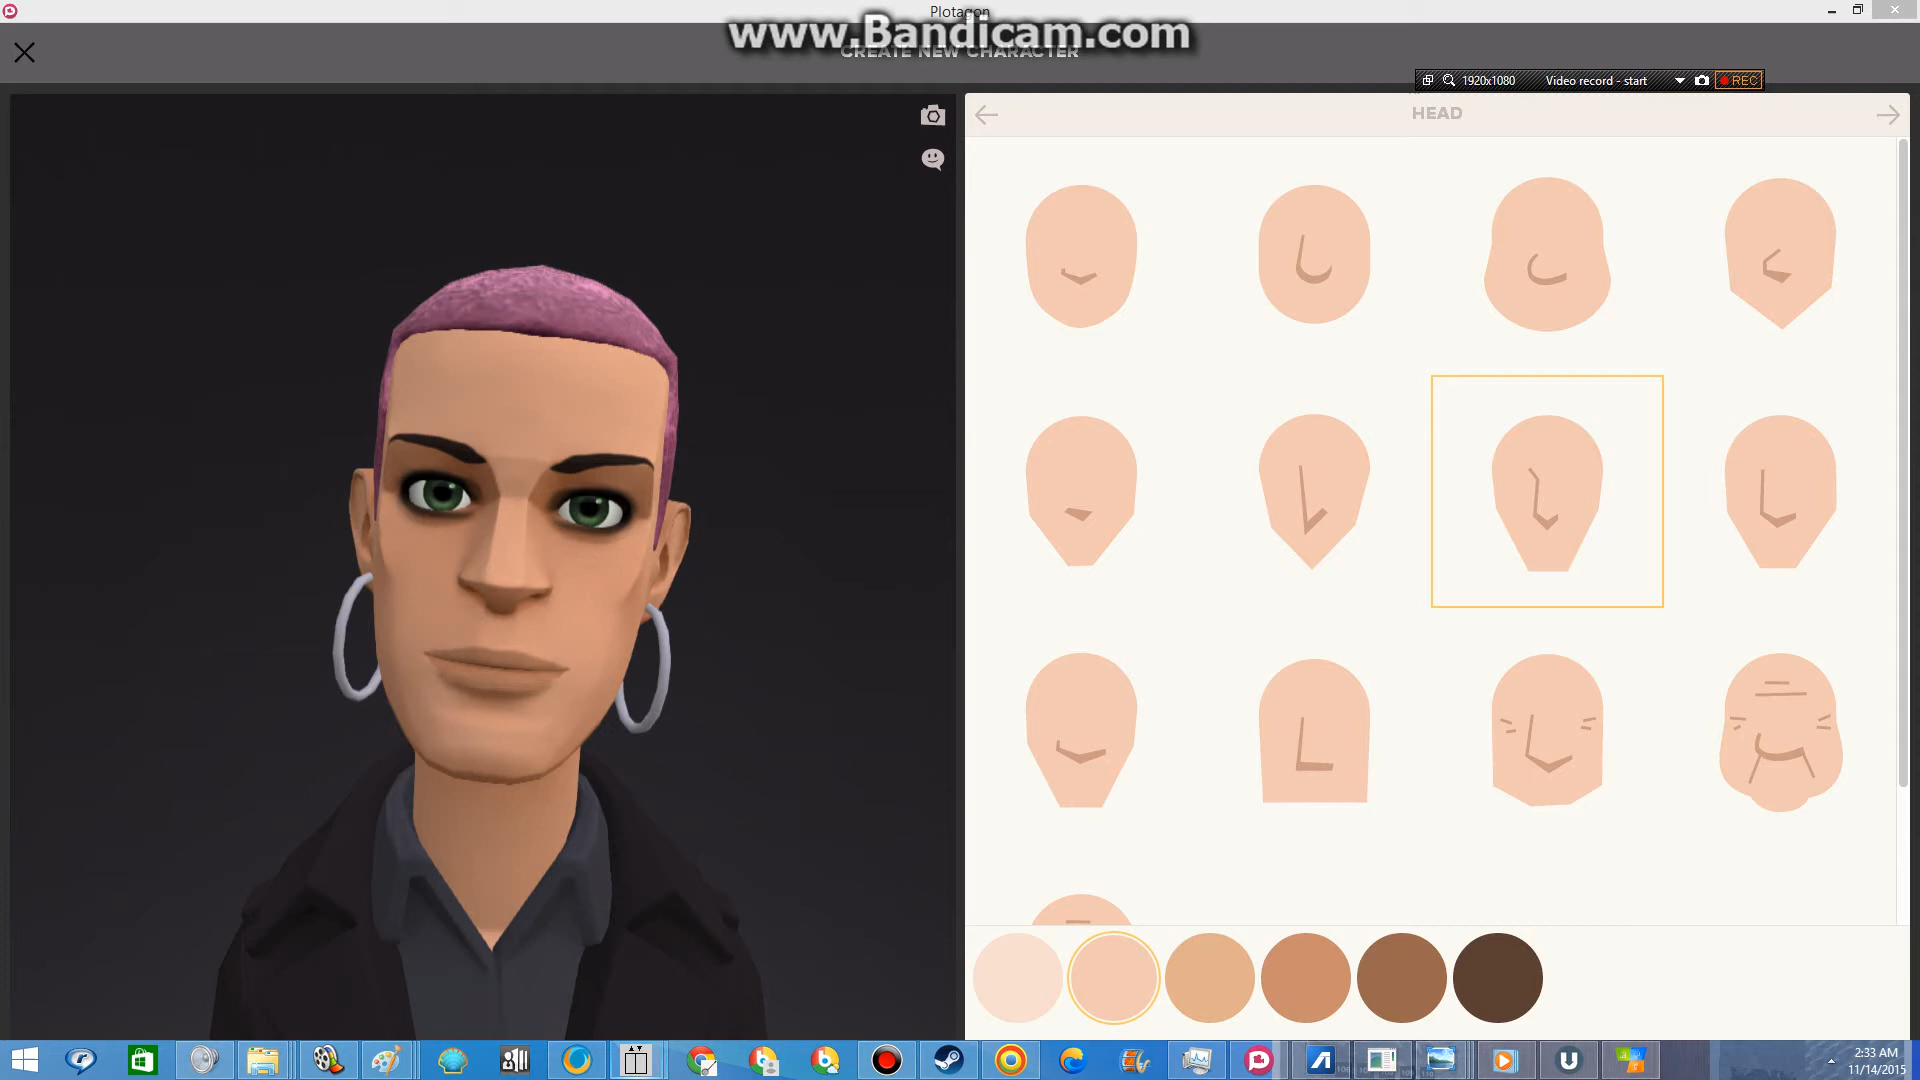 Plotagon
www.Bandicam.com
CREATE NEW CHARACTER
1920x1080 Video record - start REC
HEAD
2:33 AM
11/14/2015